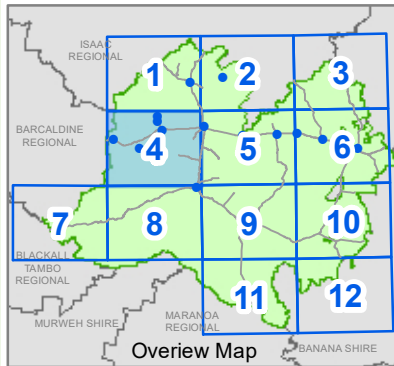 ISAAC
REGIONAL
1
2
3
BARCALDINE
REGIONAL
4
5
6
7
8
9
10
BLACKALL
TAMBO
REGIONAL
11
12
MURWEH SHIRE
MARANOA
REGIONAL
BANANA SHIRE
Overiew Map